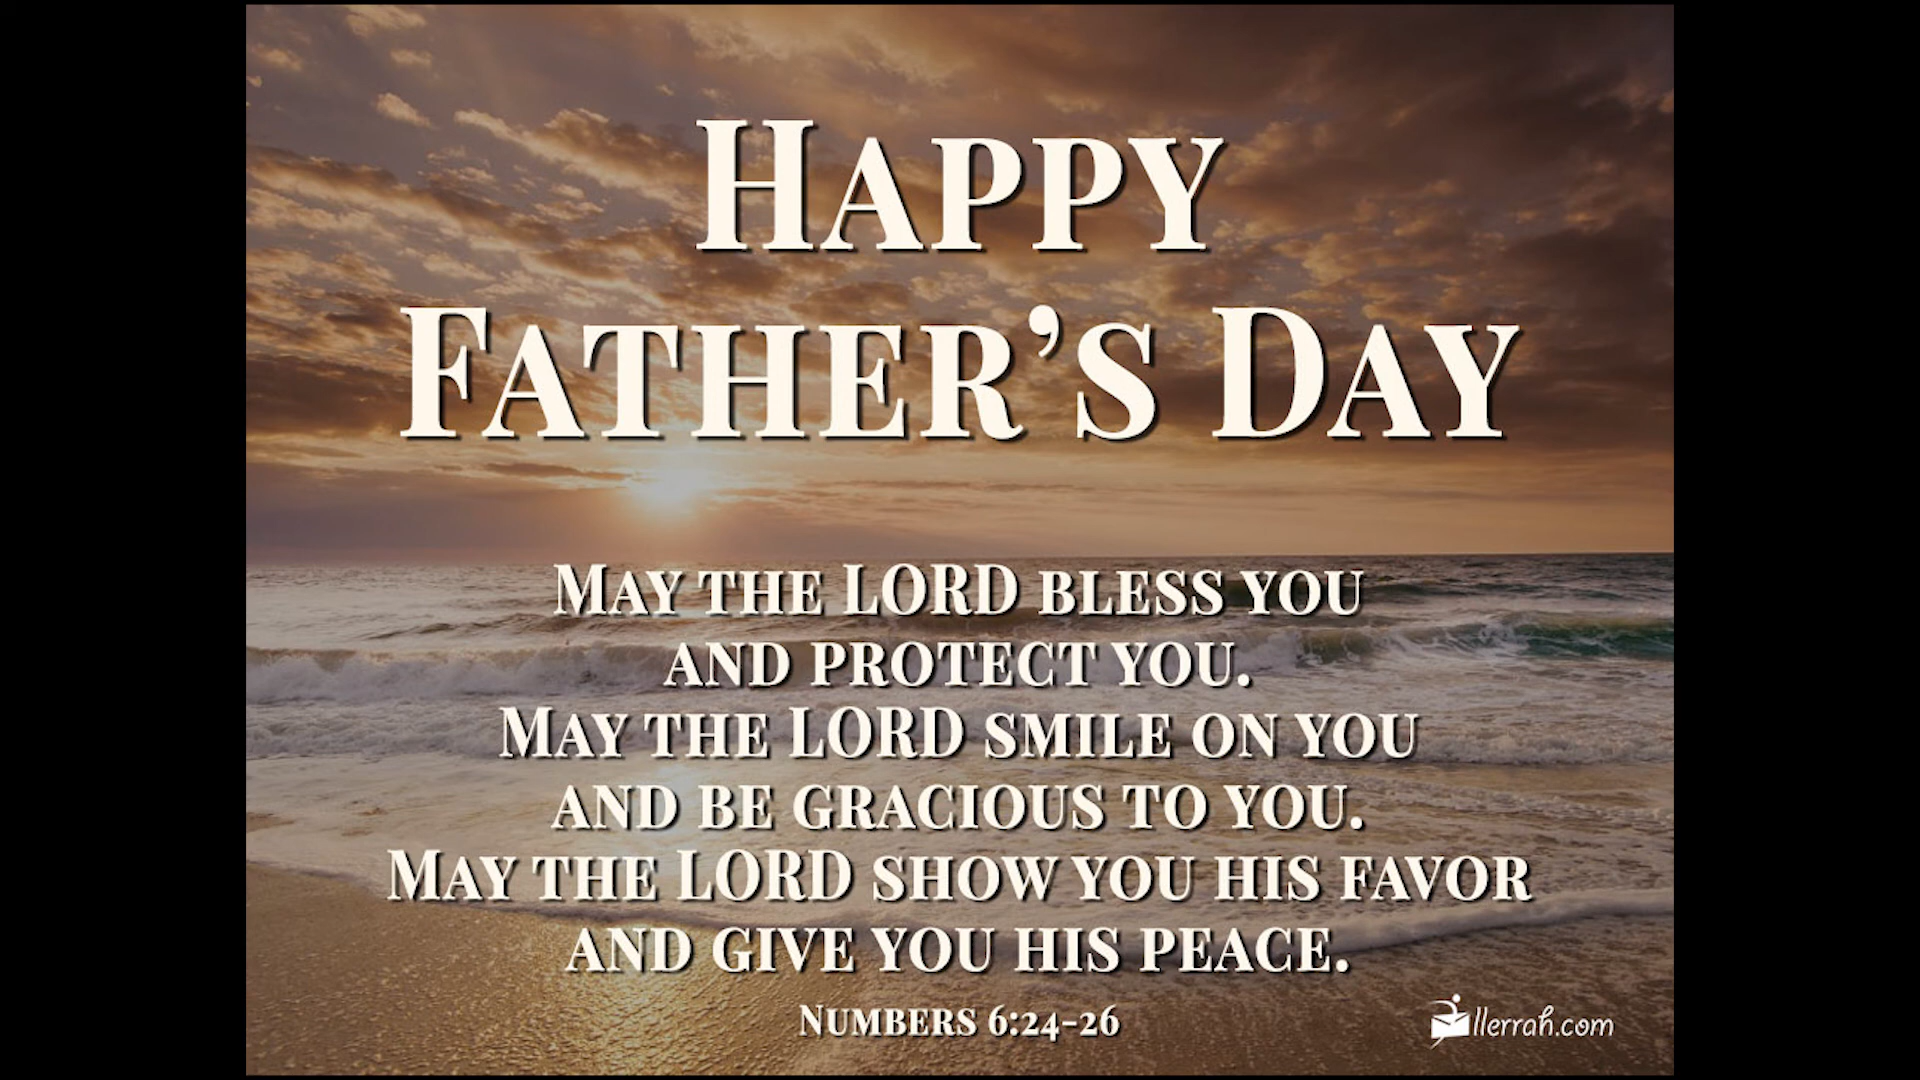 Happy
Father’s Day
May the LORD bless you
and protect you.
May the LORD smile on you
and be gracious to you.
May the LORD show you his favor
and give you his peace.
Numbers 6:24-26
llerrah.com